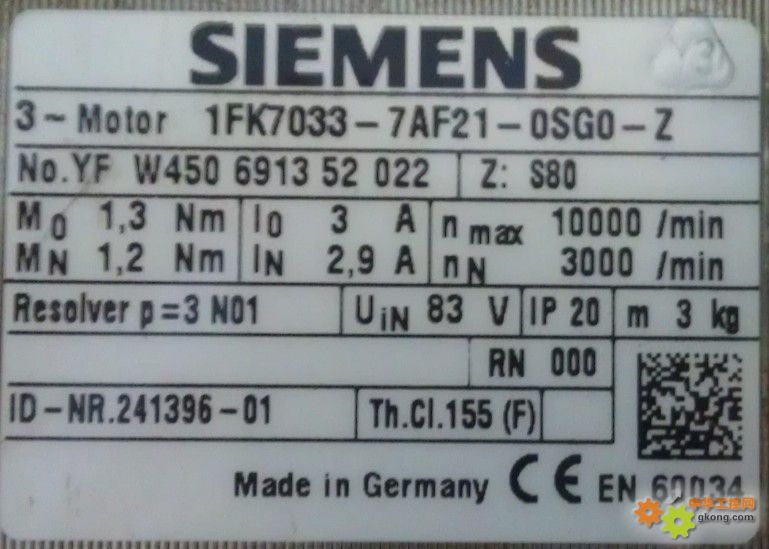 SIEMENS
3~Motor 1FK7033-7AF21-0SG0-Z
No.YF W450 6913 52 022 Z: S80
M0 1,3 Nm I0 3 A n max 10000 /min
MN 1,2 Nm IN 2,9 A nN 3000 /min
Resolver p=3 N01 UiN 83 V IP 20 m 3 kg
RN 000
ID-NR.241396-01 Th.Cl.155 (F)
Made in Germany CE EN 60034
gkong.com